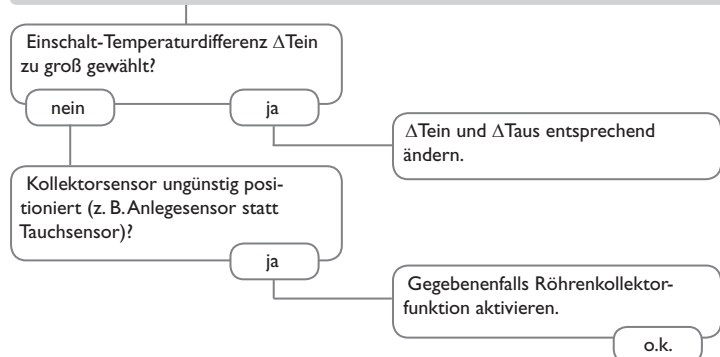 Einschalt-Temperaturdifferenz ΔTein
zu groß gewählt?
nein
ja
ΔTein und ΔTaus entsprechend
ändern.
Kollektorsensor ungünstig posi-
tioniert (z. B. Anlegesensor statt
Tauchsensor)?
ja
Gegebenenfalls Röhrenkollektor-
funktion aktivieren.
o.k.